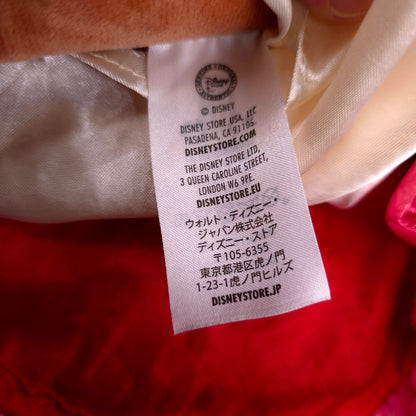 © DISNEY
DISNEY STORE USA, LLC
PASADENA, CA 91105
DISNEYSTORE.COM
THE DISNEY STORE LTD,
3 QUEEN CAROLINE STREET,
LONDON W6 9PE.
DISNEYSTORE.EU
ウォルト・ディズニー・
ジャパン株式会社
ディズニー・ストア
〒105-6355
東京都港区虎ノ門
1-23-1虎ノ門ヒルズ
DISNEYSTORE.JP